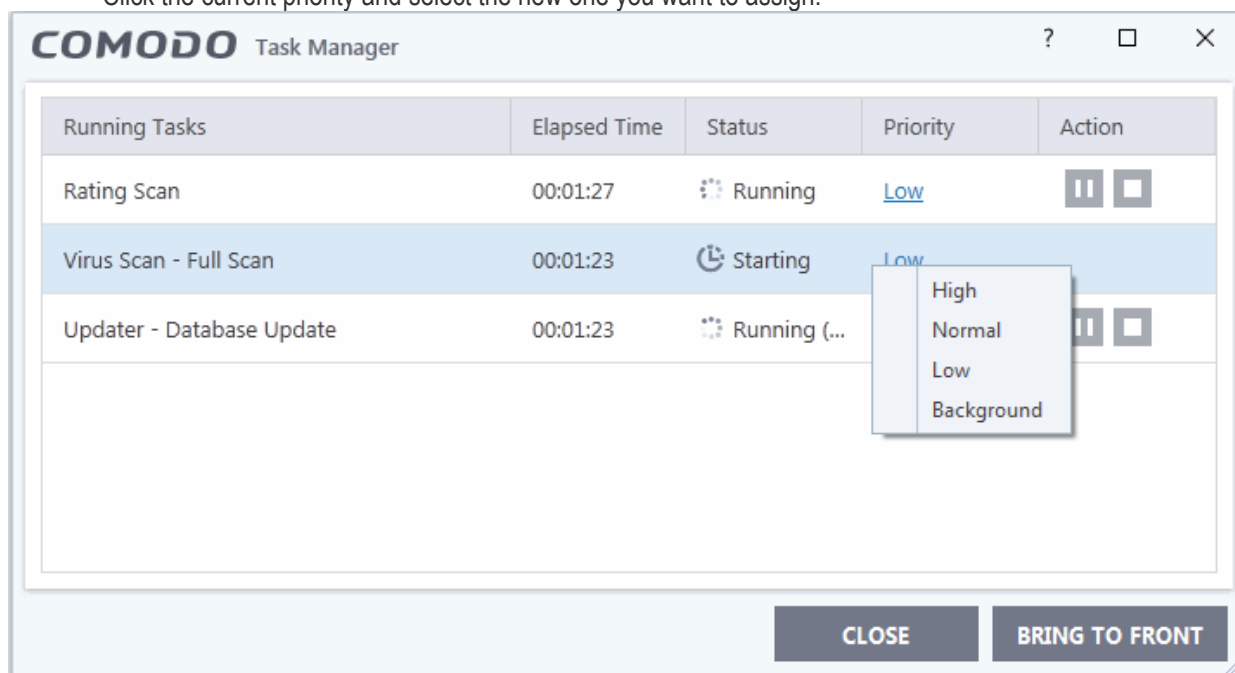 Click the current priority and select the new one you want to assign.
COMODO Task Manager ?
Running Tasks Elapsed Time Status Priority Action
Rating Scan 00:01:27 Running Low
Virus Scan - Full Scan 00:01:23 Starting Low
High
Updater - Database Update 00:01:23 Running (... Normal
Low
Background
CLOSE BRING TO FRONT